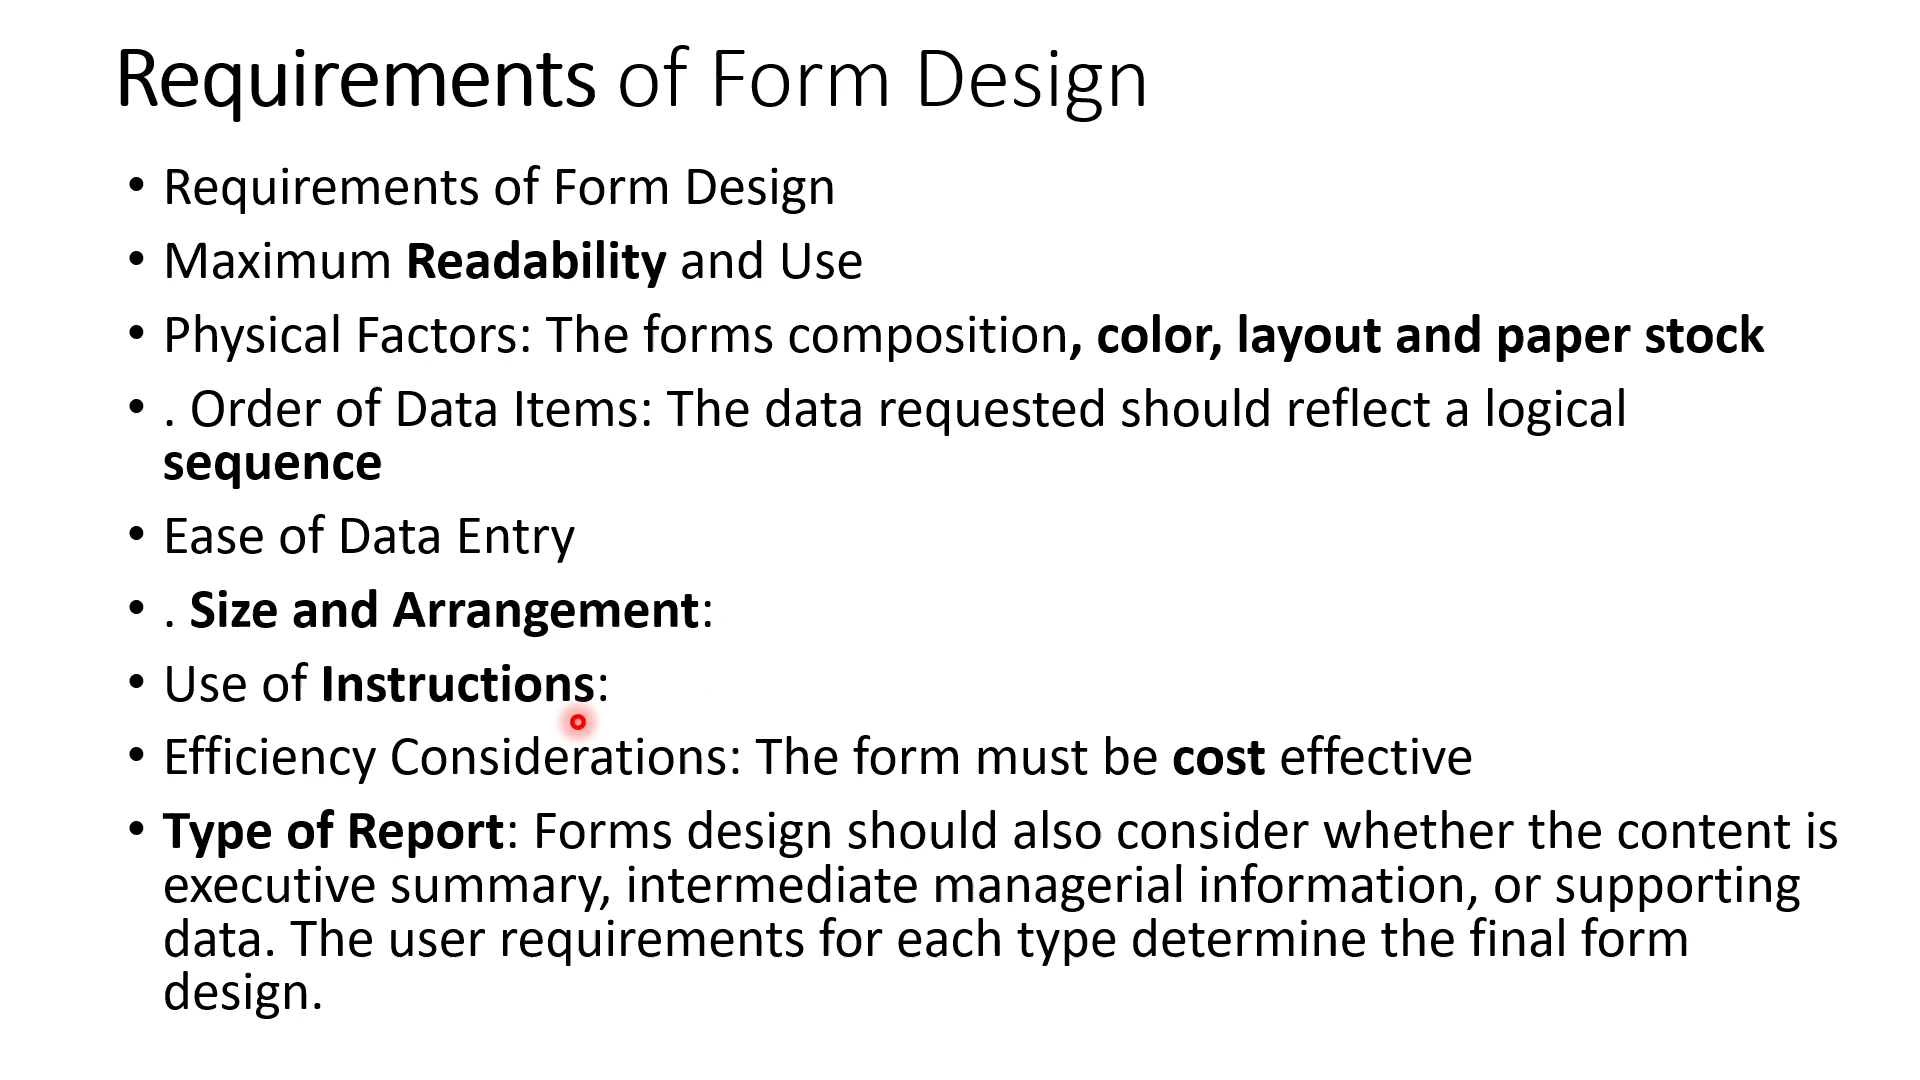 Requirements of Form Design
• Requirements of Form Design
• Maximum Readability and Use
• Physical Factors: The forms composition, color, layout and paper stock
• . Order of Data Items: The data requested should reflect a logical
sequence
• Ease of Data Entry
• . Size and Arrangement:
• Use of Instructions:
• Efficiency Considerations: The form must be cost effective
• Type of Report: Forms design should also consider whether the content is
executive summary, intermediate managerial information, or supporting
data. The user requirements for each type determine the final form
design.